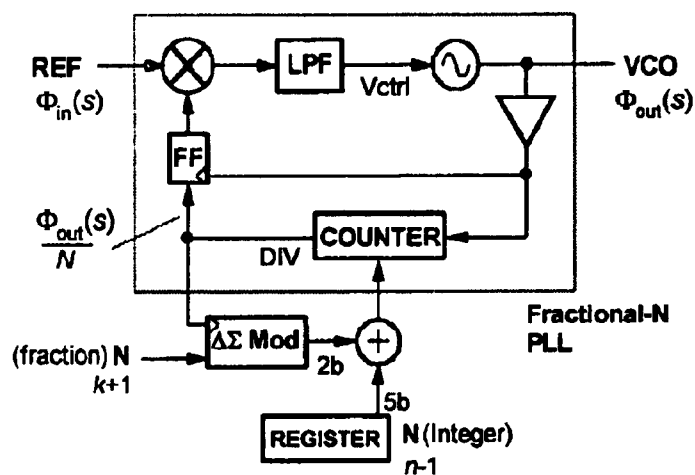 REF
Φin(s)
LPF
Vctrl
VCO
Φout(s)
FF
Φout(s)
N
DIV
COUNTER
Fractional-N
PLL
(fraction) N
k+1
ΔΣ Mod
2b
+
5b
REGISTER
N (Integer)
n-1